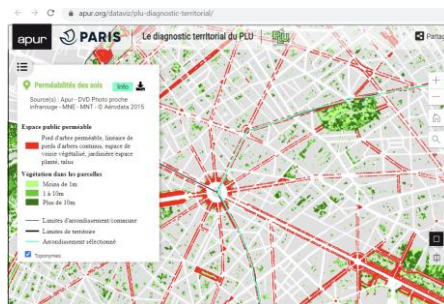 apur.org/dataviz/plu-diagnostic-territorial/
apur
PARIS
Le diagnostic territorial du PLU
Partag
Perméabilités des sols
Info
Source(s) : Apur - DVD Photo proche
infrarouge - MNE - MNT - © Aérodata 2015
Espace public perméable
Pied d'arbres perméable, linéaire de
pieds d'arbres continus, espace de
voirie végétalisé, jardinière espace
planté, talus
Végétation dans les parcelles
Moins de 1m
1 à 10m
Plus de 10m
Limites d'arrondissement/commune
Limites de territoire
Arrondissement sélectionné
Toponymes